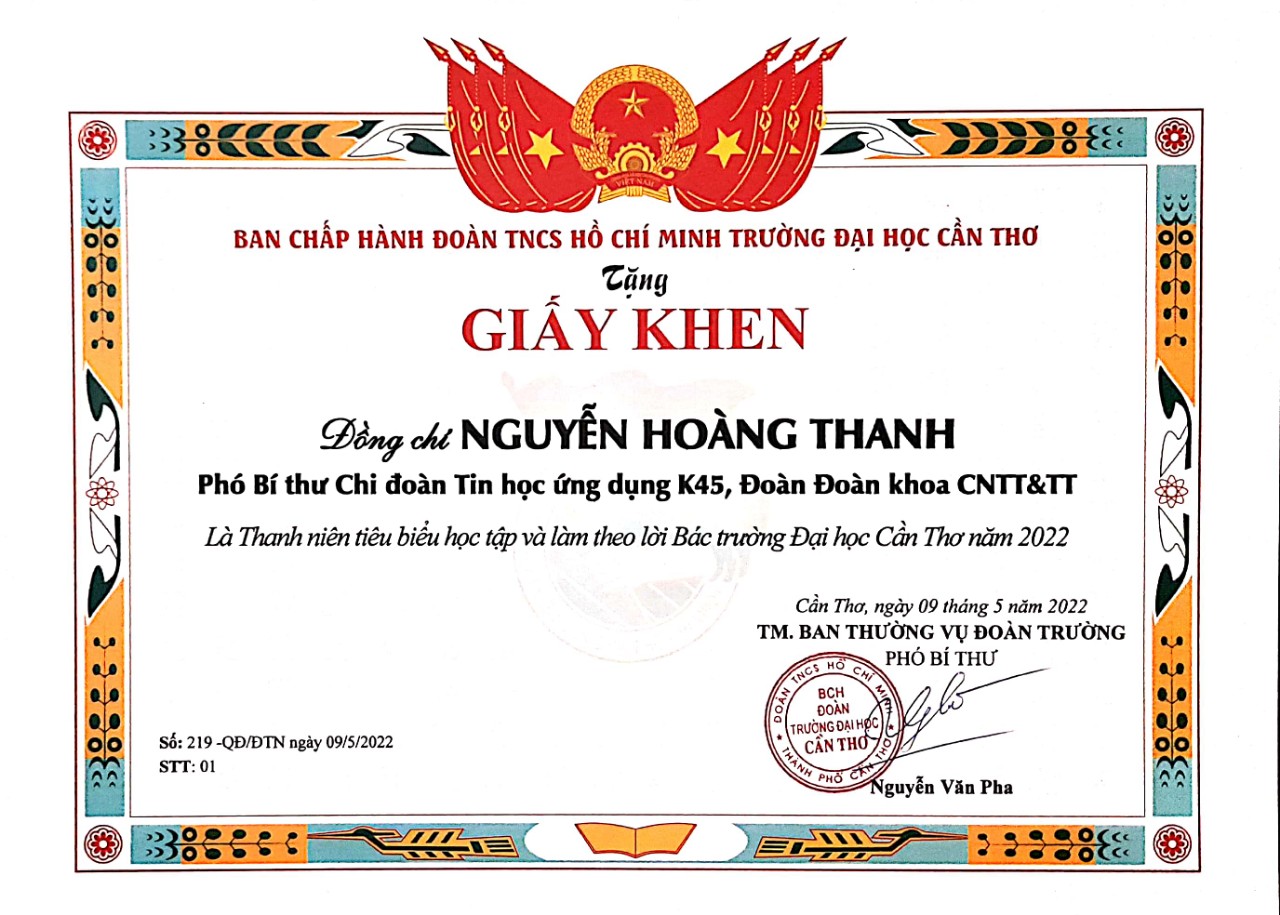 VIỆT NAM
BAN CHẤP HÀNH ĐOÀN TNCS HỒ CHÍ MINH TRƯỜNG ĐẠI HỌC CẦN THƠ
Tặng
GIẤY KHEN
Đồng chí NGUYỄN HOÀNG THANH
Phó Bí thư Chi đoàn Tin học ứng dụng K45, Đoàn Đoàn khoa CNTT&TT
Là Thanh niên tiêu biểu học tập và làm theo lời Bác trường Đại học Cần Thơ năm 2022
Cần Thơ, ngày 09 tháng 5 năm 2022
TM. BAN THƯỜNG VỤ ĐOÀN TRƯỜNG
PHÓ BÍ THƯ
ĐOÀN TNCS HỒ CHÍ MINH
BCH
ĐOÀN
TRƯỜNG ĐẠI HỌC
CẦN THƠ
THÀNH PHỐ CẦN THƠ
Nguyễn Văn Pha
Số: 219 -QĐ/ĐTN ngày 09/5/2022
STT: 01